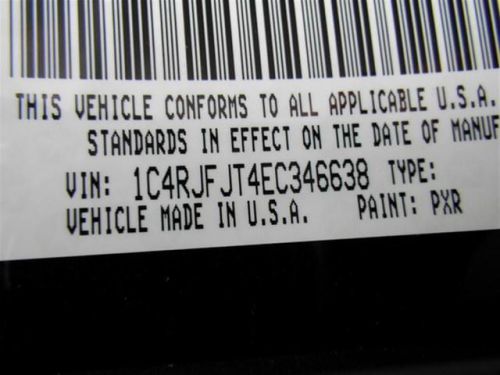 THIS VEHICLE CONFORMS TO ALL APPLICABLE U.S.A.
STANDARDS IN EFFECT ON THE DATE OF MANUF
VIN: 1C4RJFJT4EC346638 TYPE:
VEHICLE MADE IN U.S.A. PAINT: PXR